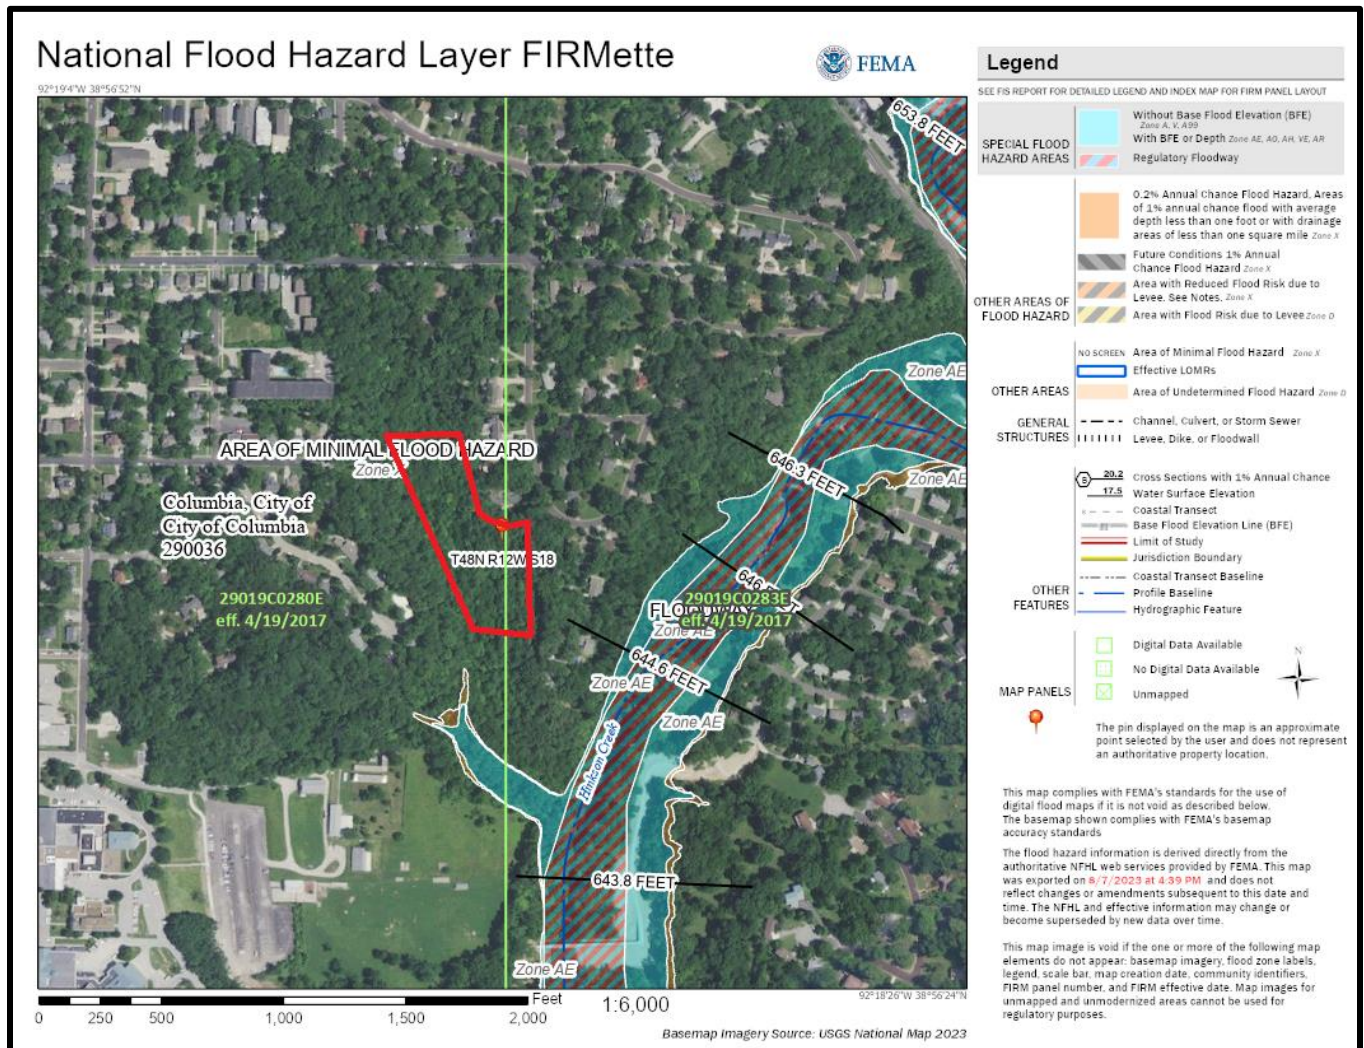 National Flood Hazard Layer FIRMette
FEMA
92°19'4"W 38°56'52"N
653.8 FEET
Zone AE
AREA OF MINIMAL FLOOD HAZARD
646.3 FEET
Zone AE
Columbia, City of
City of Columbia
290036
T48N R12W S18
29019C0280E
eff. 4/19/2017
29019C0283E
FLOODWAY
eff. 4/19/2017
Zone AE
644.6 FEET
Zone AE
Zone AE
Hinkson Creek
643.8 FEET
Zone AE
Feet
1:6,000
92°18'26"W 38°56'24"N
0 250 500 1,000 1,500 2,000
Basemap Imagery Source: USGS National Map 2023
Legend
SEE FIS REPORT FOR DETAILED LEGEND AND INDEX MAP FOR FIRM PANEL LAYOUT
SPECIAL FLOOD
HAZARD AREAS
Without Base Flood Elevation (BFE)
Zone A, V, A99
With BFE or Depth Zone AE, AO, AH, VE, AR
Regulatory Floodway
OTHER AREAS OF
FLOOD HAZARD
0.2% Annual Chance Flood Hazard, Areas
of 1% annual chance flood with average
depth less than one foot or with drainage
areas of less than one square mile Zone X
Future Conditions 1% Annual
Chance Flood Hazard Zone X
Area with Reduced Flood Risk due to
Levee. See Notes. Zone X
Area with Flood Risk due to Levee Zone D
OTHER AREAS
NO SCREEN Area of Minimal Flood Hazard Zone X
Effective LOMRs
Area of Undetermined Flood Hazard Zone D
GENERAL
STRUCTURES
Channel, Culvert, or Storm Sewer
Levee, Dike, or Floodwall
OTHER
FEATURES
B 20.2 Cross Sections with 1% Annual Chance
17.5 Water Surface Elevation
Coastal Transect
Base Flood Elevation Line (BFE)
Limit of Study
Jurisdiction Boundary
Coastal Transect Baseline
Profile Baseline
Hydrographic Feature
MAP PANELS
Digital Data Available
No Digital Data Available
Unmapped
N
The pin displayed on the map is an approximate
point selected by the user and does not represent
an authoritative property location.
This map complies with FEMA's standards for the use of
digital flood maps if it is not void as described below.
The basemap shown complies with FEMA's basemap
accuracy standards
The flood hazard information is derived directly from the
authoritative NFHL web services provided by FEMA. This map
was exported on 8/7/2023 at 4:39 PM and does not
reflect changes or amendments subsequent to this date and
time. The NFHL and effective information may change or
become superseded by new data over time.
This map image is void if the one or more of the following map
elements do not appear: basemap imagery, flood zone labels,
legend, scale bar, map creation date, community identifiers,
FIRM panel number, and FIRM effective date. Map images for
unmapped and unmodernized areas cannot be used for
regulatory purposes.